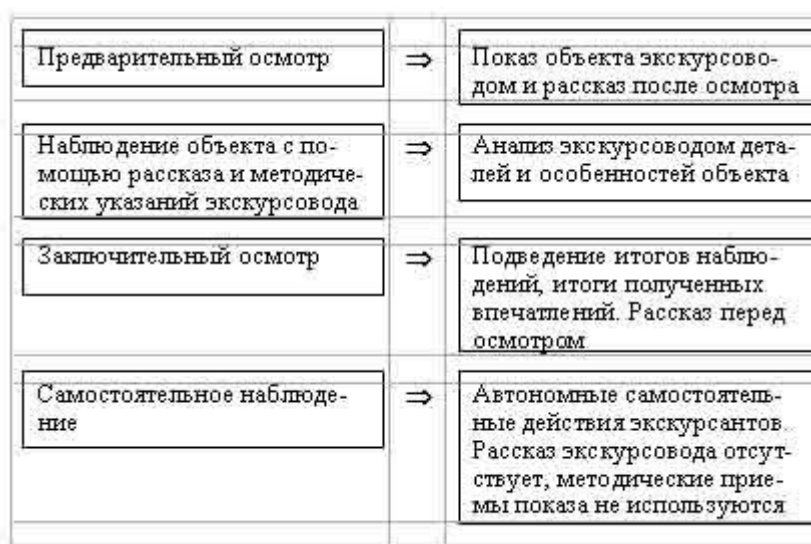 Предварительный осмотр
⇒
Показ объекта экскурсово-
дом и рассказ после осмотра
Наблюдение объекта с по-
мощью рассказа и методиче-
ских указаний экскурсовода
⇒
Анализ экскурсоводом дета-
лей и особенностей объекта
Заключительный осмотр
⇒
Подведение итогов наблю-
дений, итоги полученных
впечатлений. Рассказ перед
осмотром
Самостоятельное наблюде-
ние
⇒
Автономные самостоятель-
ные действия экскурсантов.
Рассказ экскурсовода отсут-
ствует, методические прие-
мы показа не используются